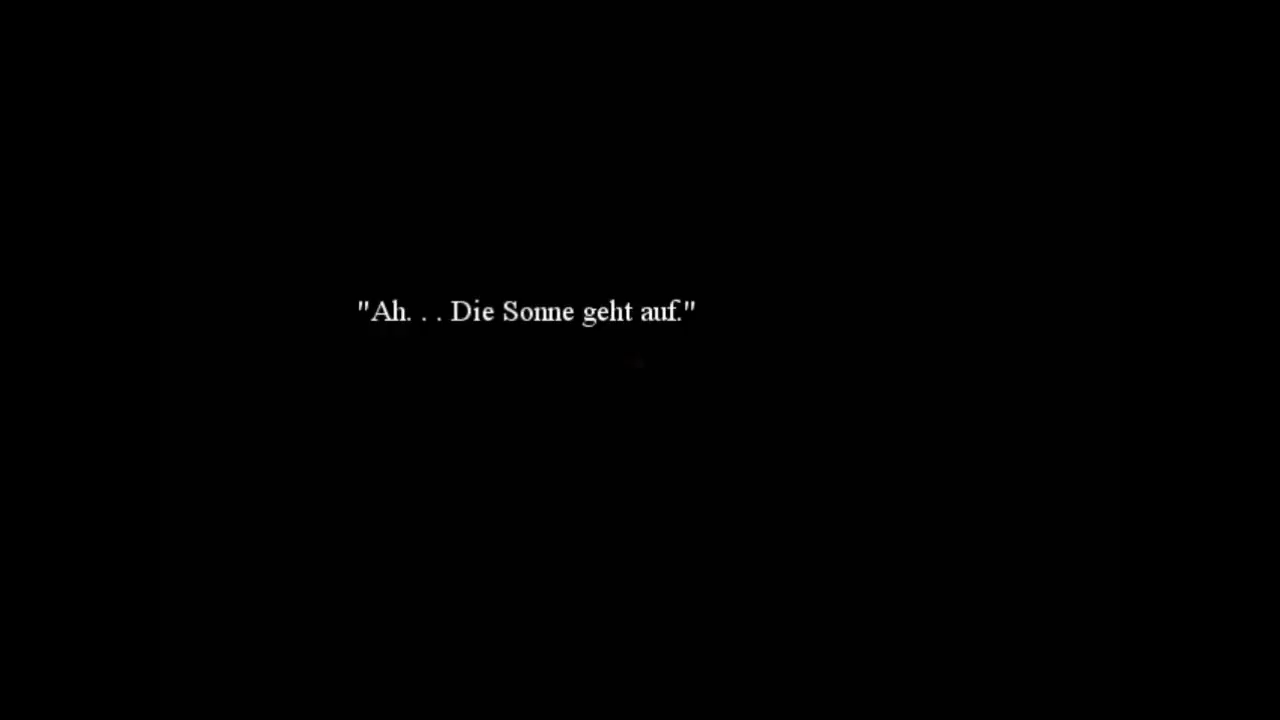 "Ah. . . Die Sonne geht auf."